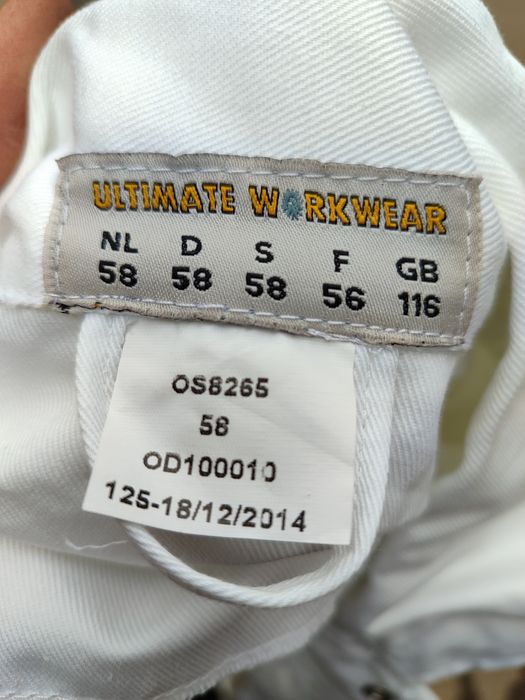 ULTIMATE WORKWEAR
NL D S F GB
58 58 58 56 116
OS8265
58
OD100010
125-18/12/2014